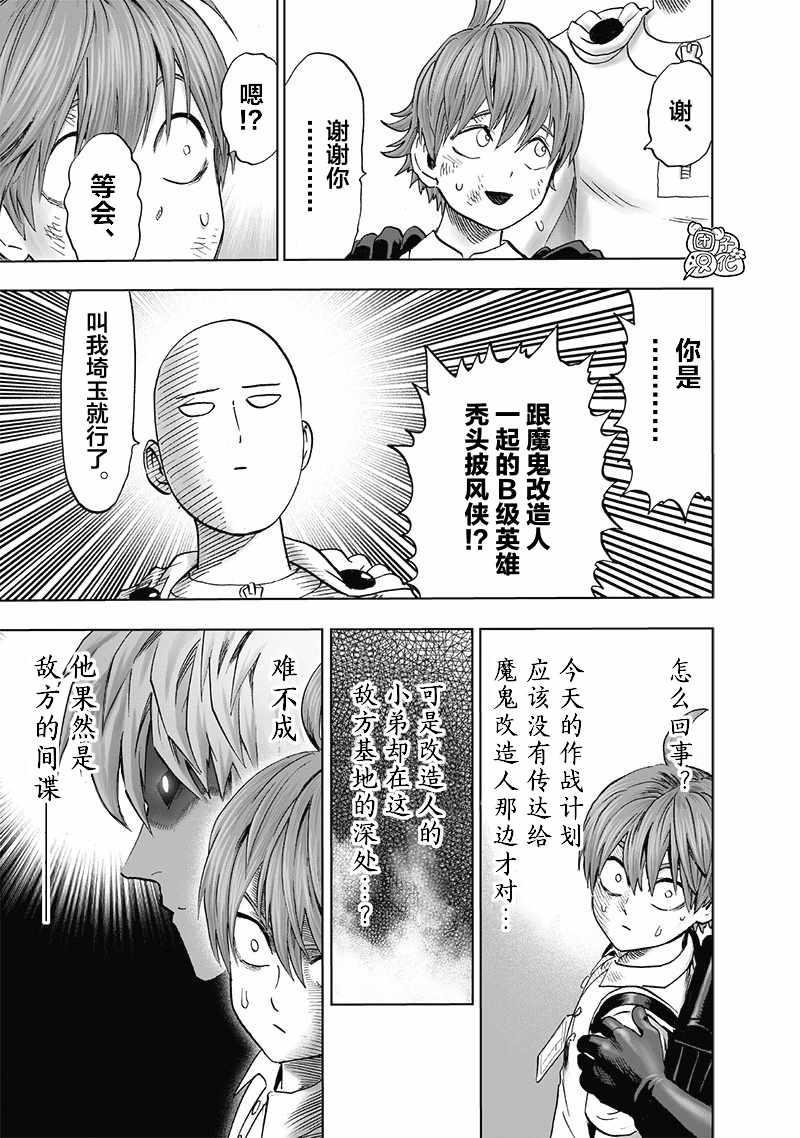 谢、
谢谢你
…………
嗯!?
等会、
你是
…………
跟魔鬼改造人
一起的B级英雄
秃头披风侠!?
叫我埼玉就行了。
怎么回事?
今天的作战计划
应该没有传达给
魔鬼改造人那边才对…
可是改造人的
小弟却在这
敌方基地的深处…?
难不成
他果然是
敌方的间谍——
团子
汉化